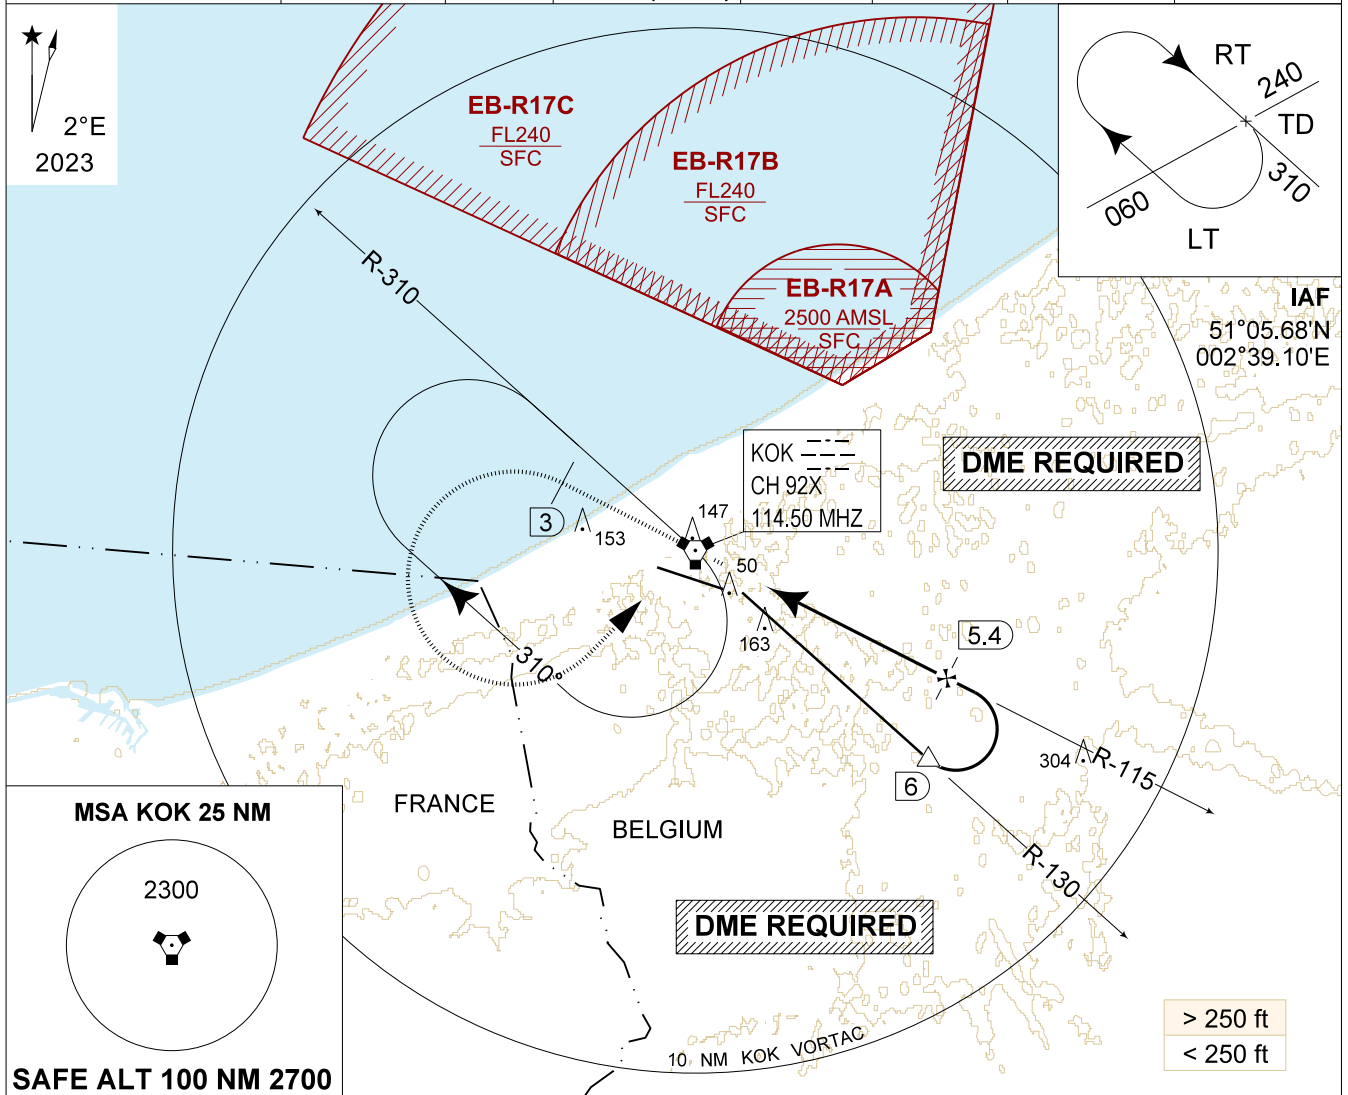 2°E
2023
EB-R17C
FL240
SFC
EB-R17B
FL240
SFC
EB-R17A
2500 AMSL
SFC
RT
240
TD
310
060
LT
IAF
51°05.68'N
002°39.10'E
R-310
KOK
CH 92X
114.50 MHZ
DME REQUIRED
3
153
147
50
163
5.4
310°
6
304
R-115
R-130
FRANCE
BELGIUM
MSA KOK 25 NM
2300
SAFE ALT 100 NM 2700
DME REQUIRED
10 NM KOK VORTAC
> 250 ft
< 250 ft